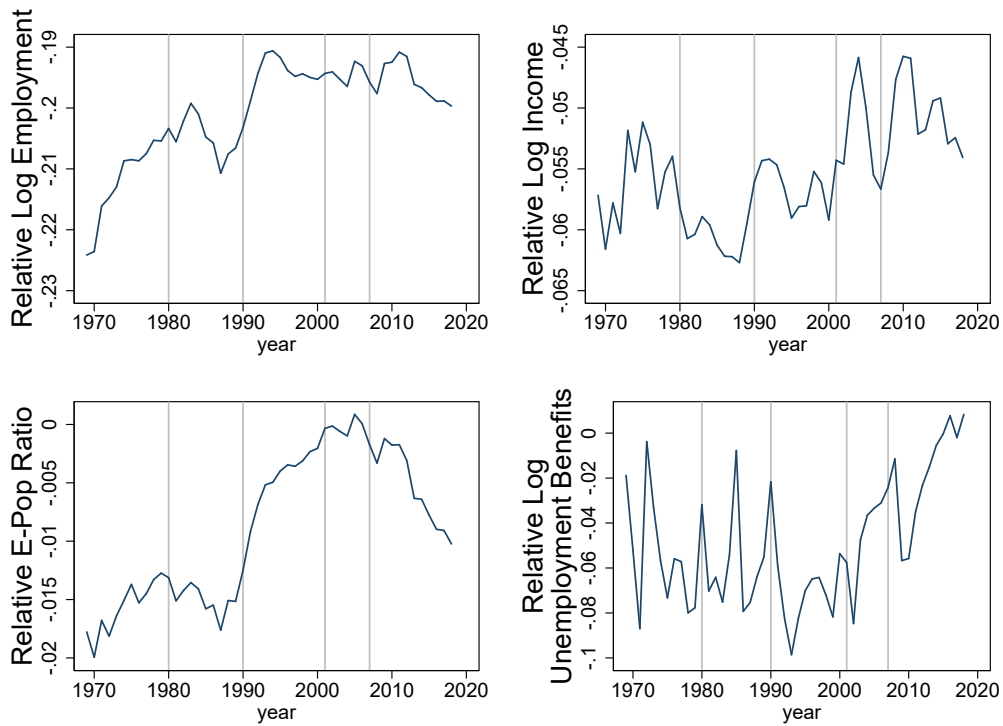 Relative Log Employment
-.19
-.2
-.21
-.22
-.23
1970 1980 1990 2000 2010 2020
year
Relative Log Income
-.045
-.05
-.055
-.06
-.065
1970 1980 1990 2000 2010 2020
year
Relative E-Pop Ratio
0
-.005
-.01
-.015
-.02
1970 1980 1990 2000 2010 2020
year
Relative Log
Unemployment Benefits
0
-.02
-.04
-.06
-.08
-.1
1970 1980 1990 2000 2010 2020
year